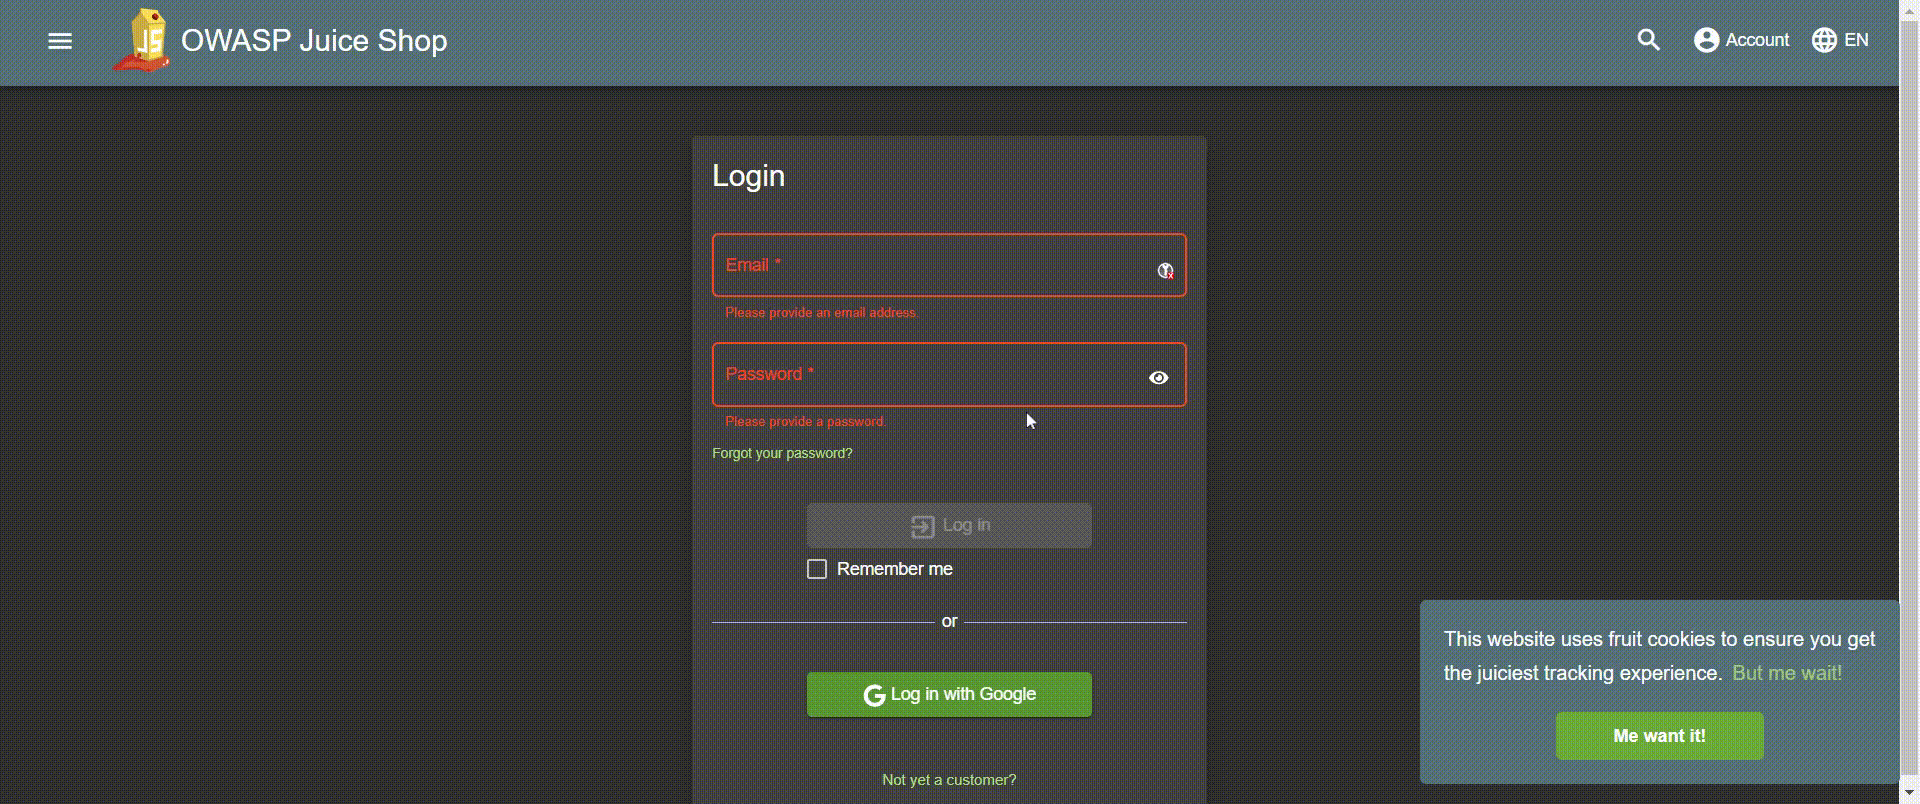 JS
OWASP Juice Shop
Account
EN
Login
Email *
Please provide an email address.
Password *
Please provide a password.
Forgot your password?
Log in
Remember me
or
Log in with Google
Not yet a customer?
This website uses fruit cookies to ensure you get
the juiciest tracking experience. But me wait!
Me want it!